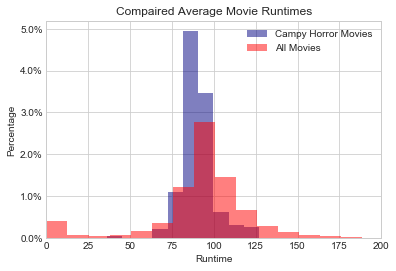 Compaired Average Movie Runtimes
Campy Horror Movies
All Movies
5.0%
4.0%
3.0%
2.0%
1.0%
0.0%
Percentage
0 25 50 75 100 125 150 175 200
Runtime